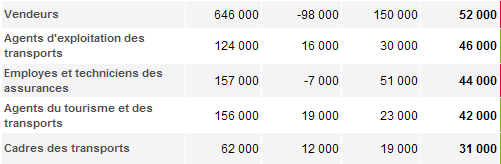 Vendeurs 646 000 -98 000 150 000 52 000
Agents d'exploitation des
transports 124 000 16 000 30 000 46 000
Employes et techniciens des
assurances 157 000 -7 000 51 000 44 000
Agents du tourisme et des
transports 156 000 19 000 23 000 42 000
Cadres des transports 62 000 12 000 19 000 31 000